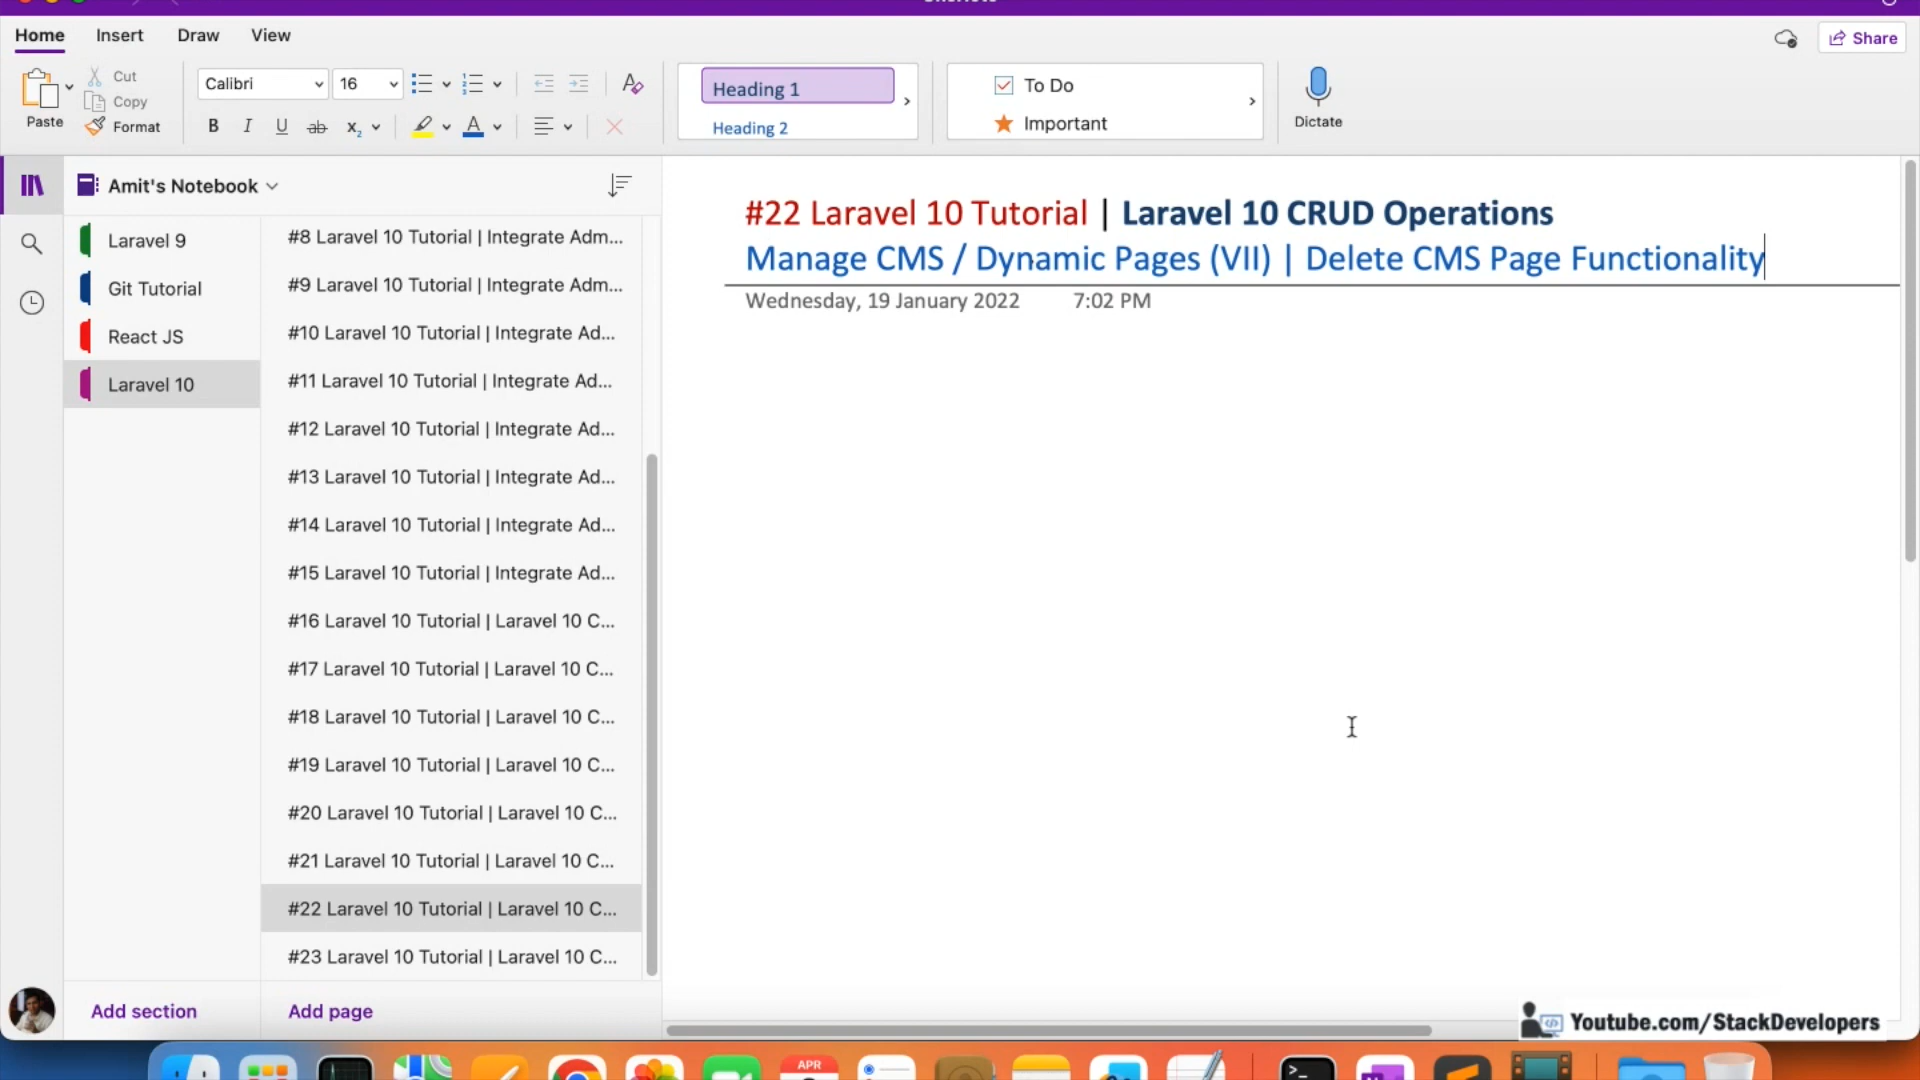 Home Insert Draw View
Share
Paste
Cut
Copy
Format
Calibri 16
Heading 1
Heading 2
To Do
Important
Dictate
Amit's Notebook
Laravel 9
Git Tutorial
React JS
Laravel 10
#8 Laravel 10 Tutorial | Integrate Adm...
#9 Laravel 10 Tutorial | Integrate Adm...
#10 Laravel 10 Tutorial | Integrate Ad...
#11 Laravel 10 Tutorial | Integrate Ad...
#12 Laravel 10 Tutorial | Integrate Ad...
#13 Laravel 10 Tutorial | Integrate Ad...
#14 Laravel 10 Tutorial | Integrate Ad...
#15 Laravel 10 Tutorial | Integrate Ad...
#16 Laravel 10 Tutorial | Laravel 10 C...
#17 Laravel 10 Tutorial | Laravel 10 C...
#18 Laravel 10 Tutorial | Laravel 10 C...
#19 Laravel 10 Tutorial | Laravel 10 C...
#20 Laravel 10 Tutorial | Laravel 10 C...
#21 Laravel 10 Tutorial | Laravel 10 C...
#22 Laravel 10 Tutorial | Laravel 10 C...
#23 Laravel 10 Tutorial | Laravel 10 C...
Add section
Add page
#22 Laravel 10 Tutorial | Laravel 10 CRUD Operations
Manage CMS / Dynamic Pages (VII) | Delete CMS Page Functionality
Wednesday, 19 January 2022 7:02 PM
Youtube.com/StackDevelopers
APR